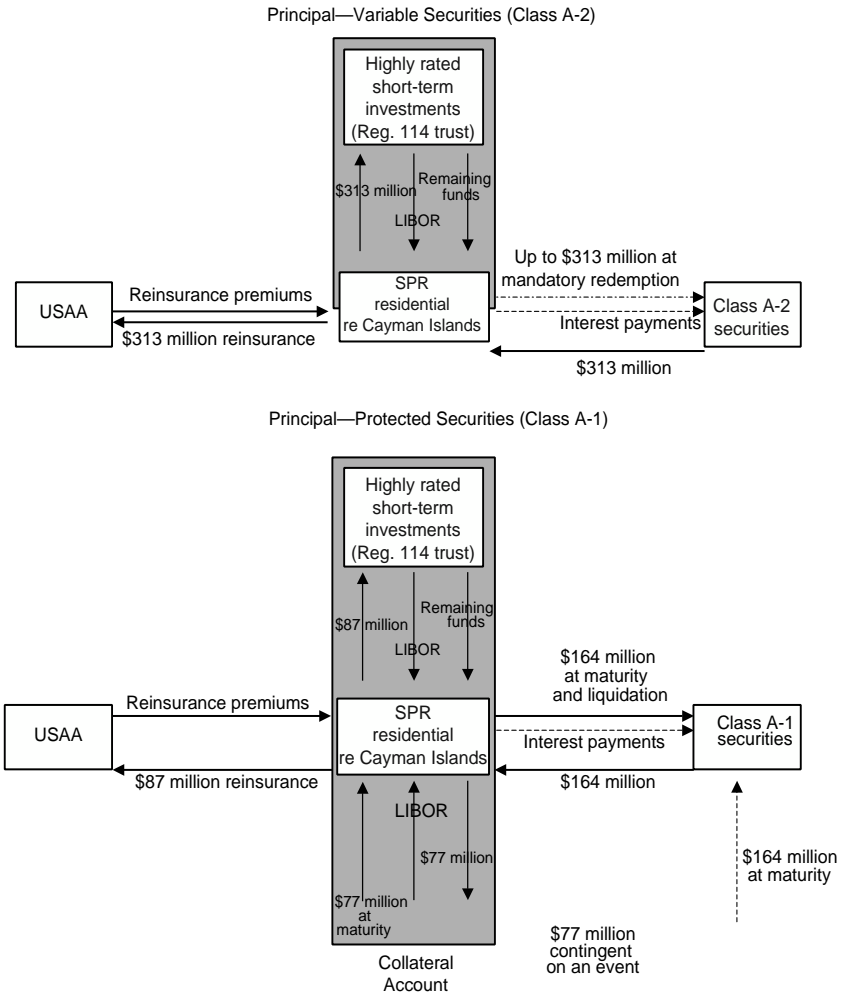 Principal—Variable Securities (Class A-2)
Highly rated
short-term
investments
(Reg. 114 trust)
$313 million
Remaining
funds
LIBOR
USAA
Reinsurance premiums
$313 million reinsurance
SPR
residential
re Cayman Islands
Up to $313 million at
mandatory redemption
Interest payments
$313 million
Class A-2
securities
Principal—Protected Securities (Class A-1)
Highly rated
short-term
investments
(Reg. 114 trust)
$87 million
Remaining
funds
LIBOR
USAA
Reinsurance premiums
$87 million reinsurance
SPR
residential
re Cayman Islands
$164 million
at maturity
and liquidation
Interest payments
$164 million
Class A-1
securities
LIBOR
$77 million
$77 million
at
maturity
$164 million
at maturity
$77 million
contingent
on an event
Collateral
Account